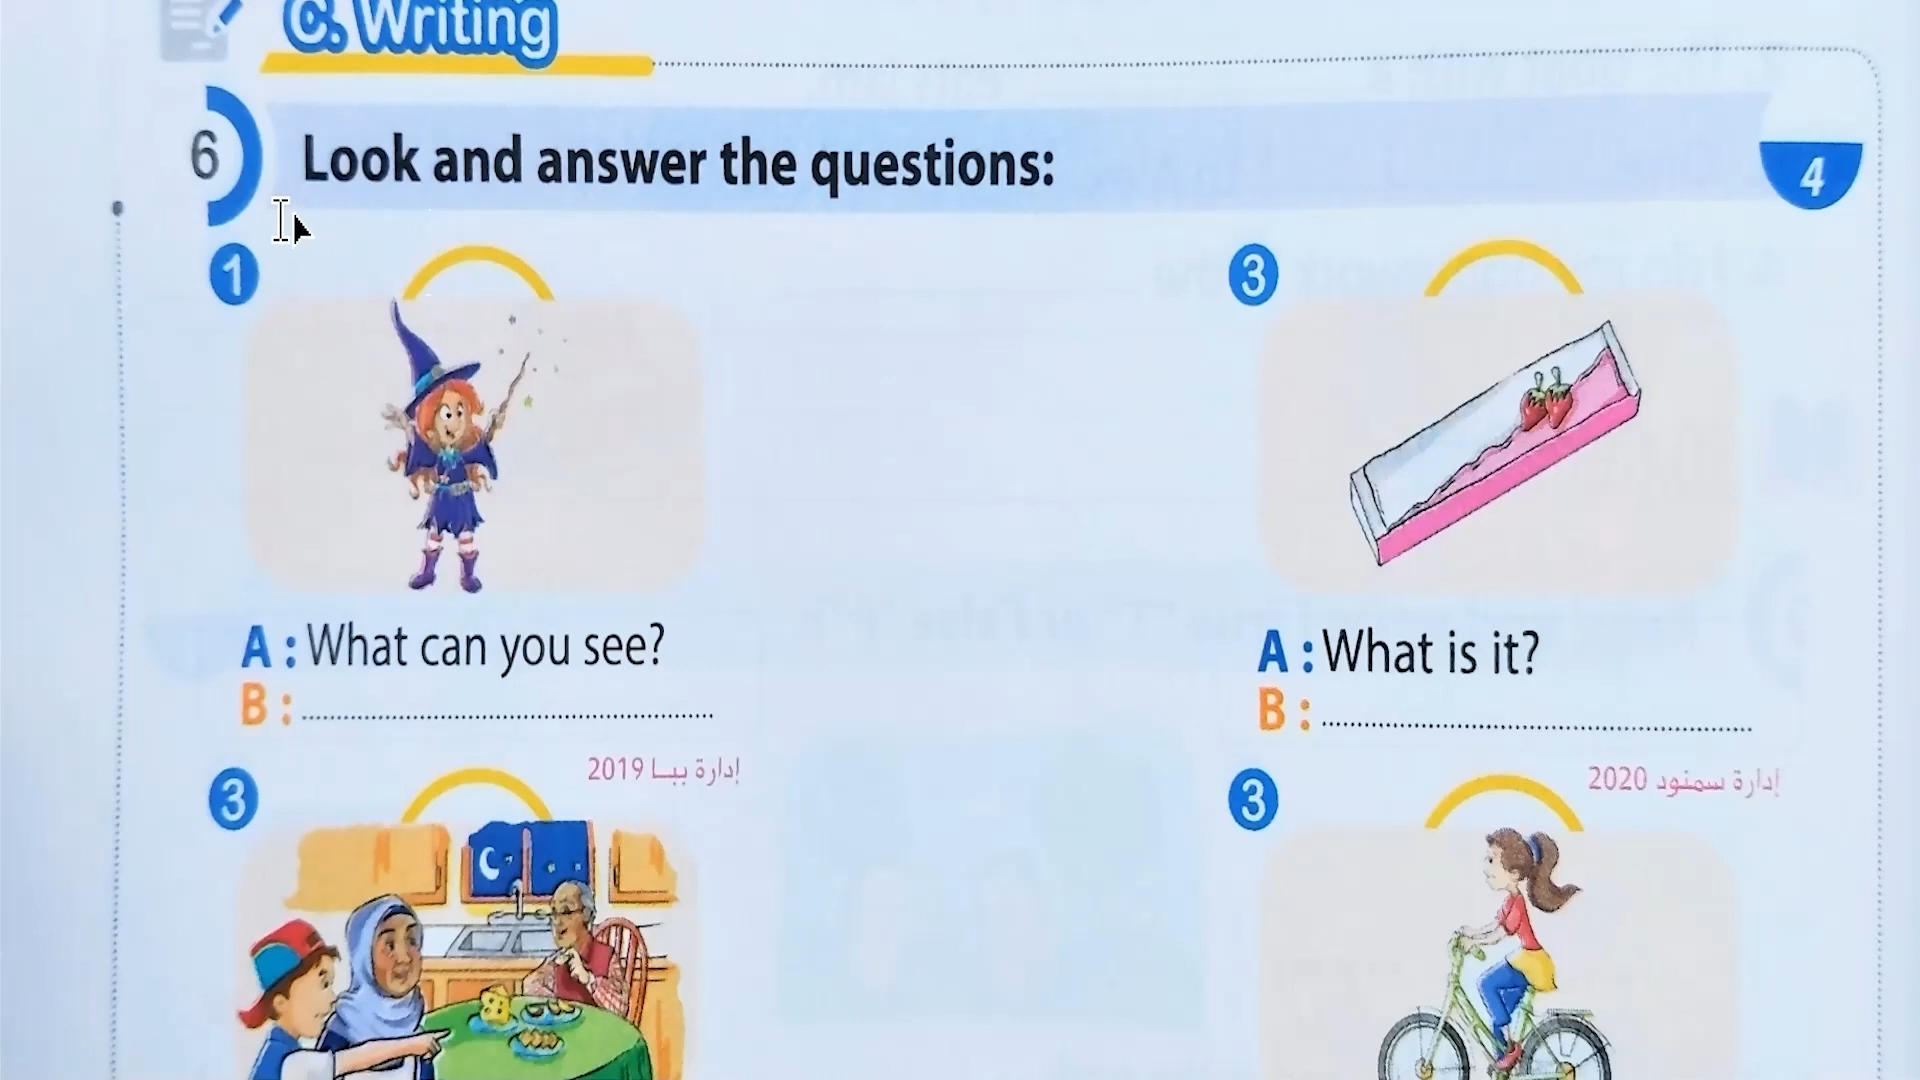 C. Writing
6 Look and answer the questions:
4
1
A : What can you see?
B :
إدارة ببا 2019
3
A : What is it?
B :
إدارة سمنود 2020
3
3